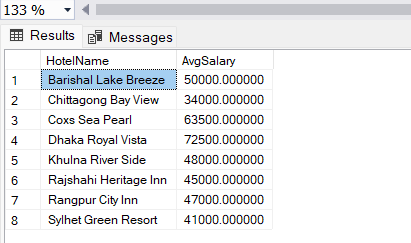 133 %
Results Messages
HotelName AvgSalary
1 Barishal Lake Breeze 50000.000000
2 Chittagong Bay View 34000.000000
3 Coxs Sea Pearl 63500.000000
4 Dhaka Royal Vista 72500.000000
5 Khulna River Side 48000.000000
6 Rajshahi Heritage Inn 45000.000000
7 Rangpur City Inn 47000.000000
8 Sylhet Green Resort 41000.000000